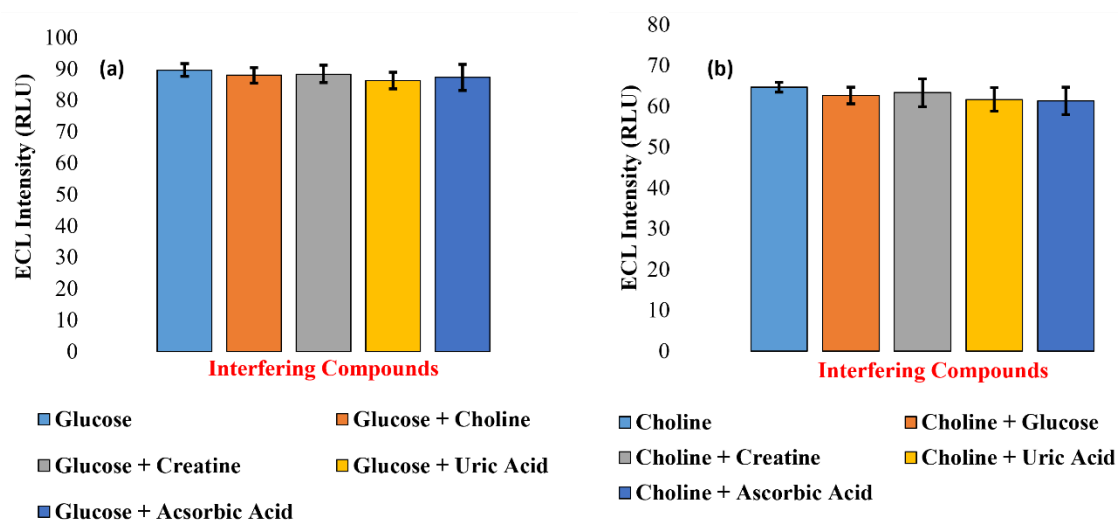 (a)
ECL Intensity (RLU)
100
90
80
70
60
50
40
30
20
10
0
Interfering Compounds
Glucose
Glucose + Choline
Glucose + Creatine
Glucose + Uric Acid
Glucose + Acsorbic Acid
(b)
ECL Intensity (RLU)
80
70
60
50
40
30
20
10
0
Interfering Compounds
Choline
Choline + Glucose
Choline + Creatine
Choline + Uric Acid
Choline + Ascorbic Acid